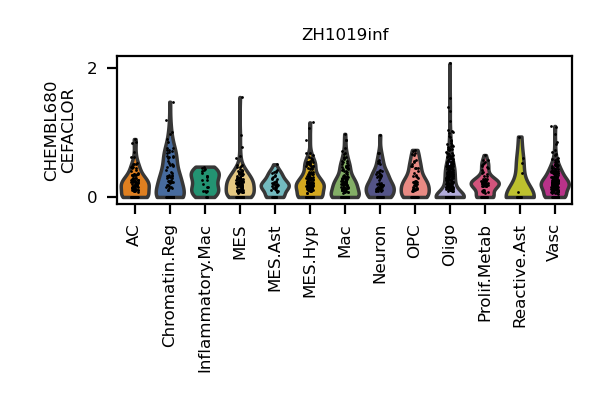 ZH1019inf
CHEMBL680
CEFACLOR
2
0
AC
Chromatin.Reg
Inflammatory.Mac
MES
MES.Ast
MES.Hyp
Mac
Neuron
OPC
Oligo
Prolif.Metab
Reactive.Ast
Vasc